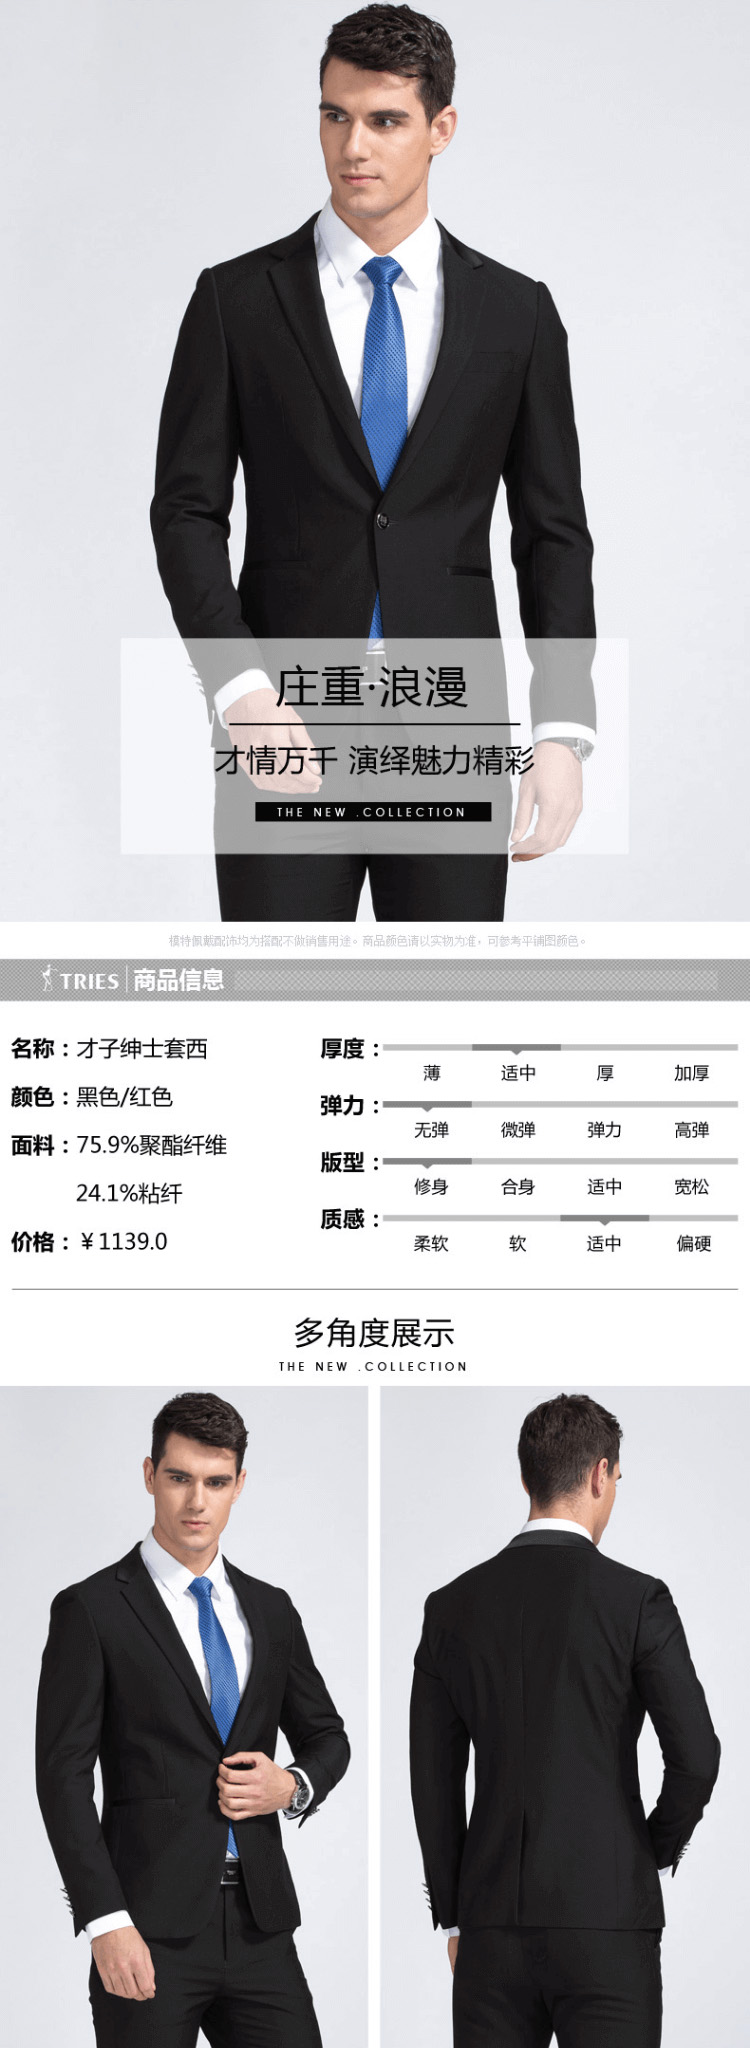 庄重·浪漫
才情万千 演绎魅力精彩
THE NEW .COLLECTION
模特佩戴配饰均为搭配不做销售用途。商品颜色请以实物为准，可参考平铺图颜色。
TRIES 商品信息
名称：才子绅士套西
颜色：黑色/红色
面料：75.9%聚酯纤维
24.1%粘纤
价格：￥1139.0
厚度：
薄 适中 厚 加厚
弹力：
无弹 微弹 弹力 高弹
版型：
修身 合身 适中 宽松
质感：
柔软 软 适中 偏硬
多角度展示
THE NEW .COLLECTION